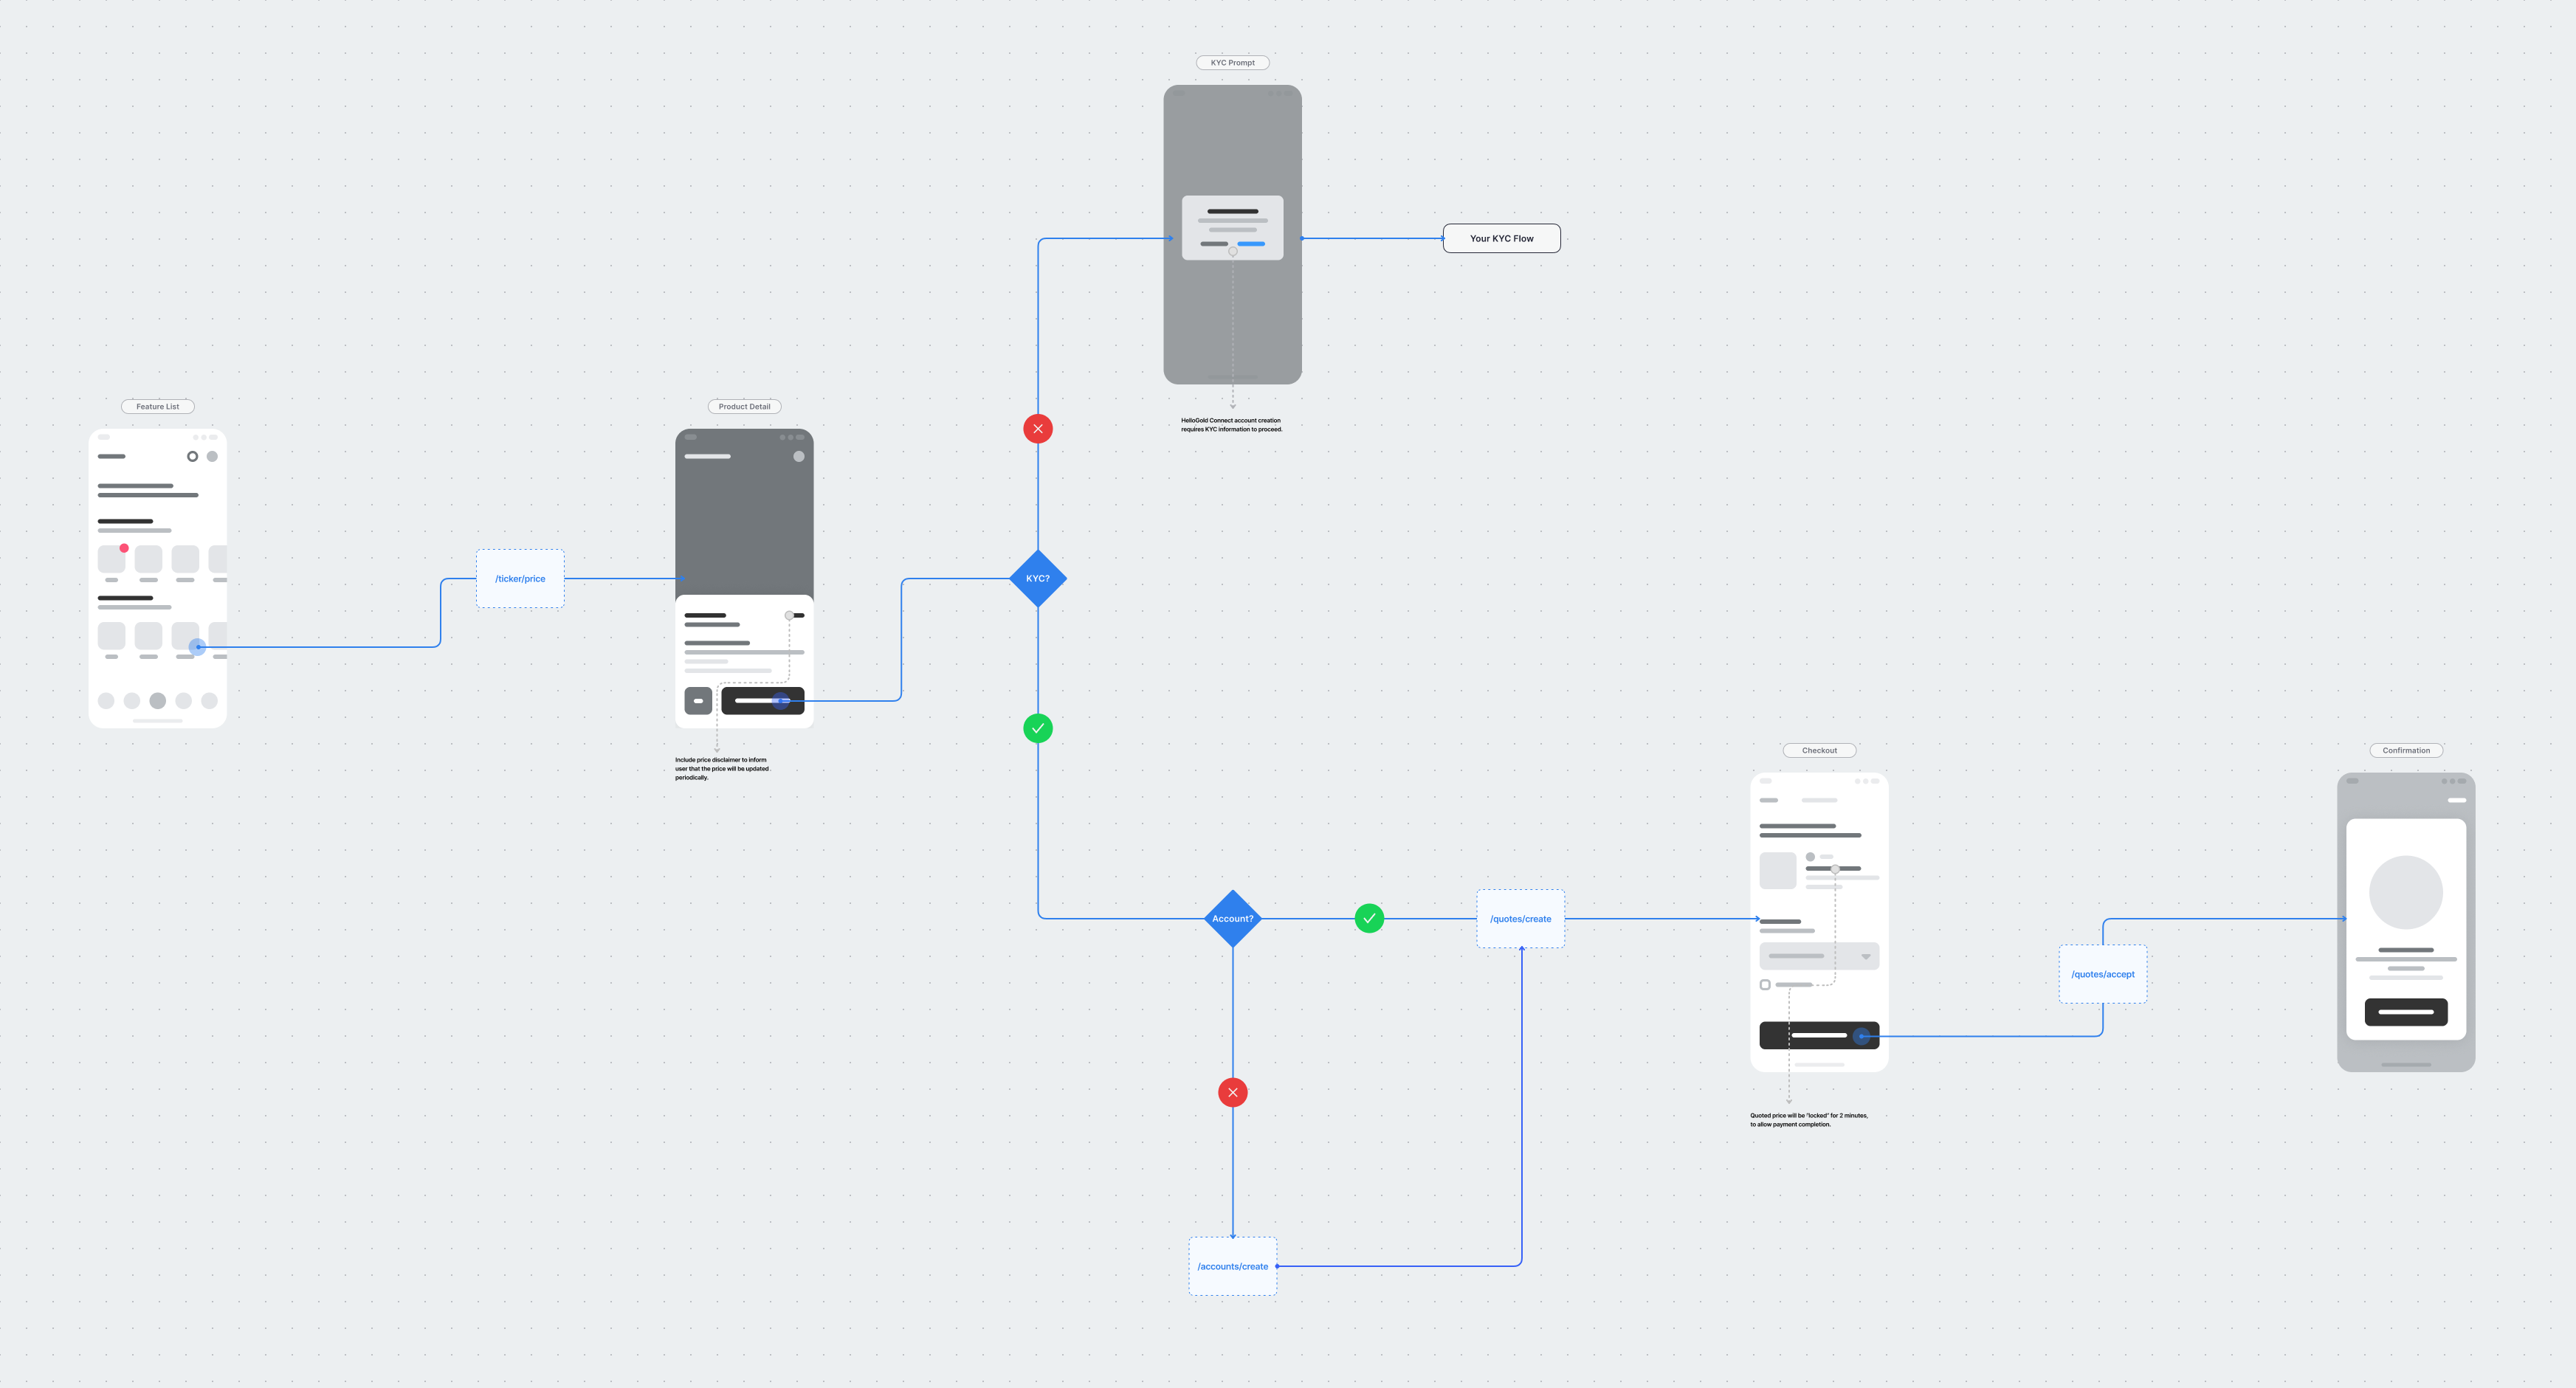 KYC Prompt
Your KYC Flow
HelloGold Connect account creation
requires KYC information to proceed.
Feature List
Product Detail
/ticker/price
KYC?
Include price disclaimer to inform
user that the price will be updated
periodically.
Checkout
Confirmation
Account?
/quotes/create
/quotes/accept
Quoted price will be "locked" for 2 minutes,
to allow payment completion.
/accounts/create